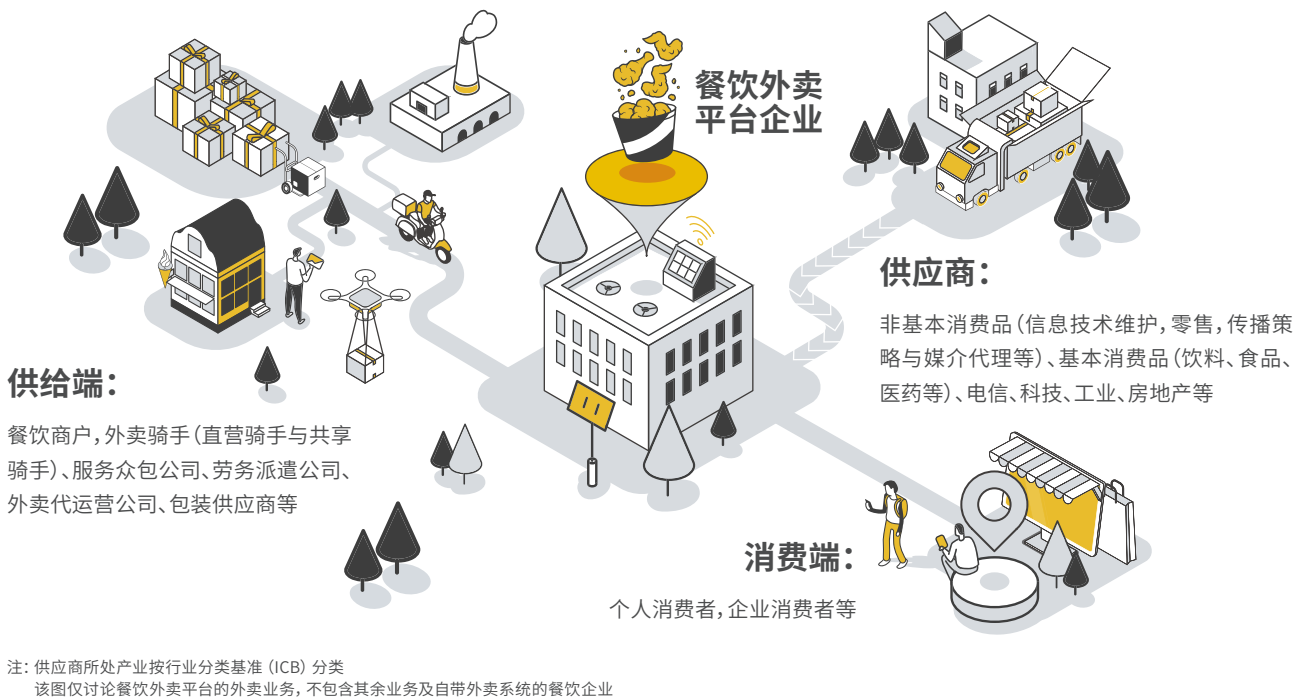 餐饮外卖
平台企业
供应商：
非基本消费品（信息技术维护，零售，传播策
略与媒介代理等）、基本消费品（饮料、食品、
医药等）、电信、科技、工业、房地产等
供给端：
餐饮商户，外卖骑手（直营骑手与共享
骑手）、服务众包公司、劳务派遣公司、
外卖代运营公司、包装供应商等
消费端：
个人消费者，企业消费者等
注：供应商所处产业按行业分类基准（ICB）分类
该图仅讨论餐饮外卖平台的外卖业务，不包含其余业务及自带外卖系统的餐饮企业